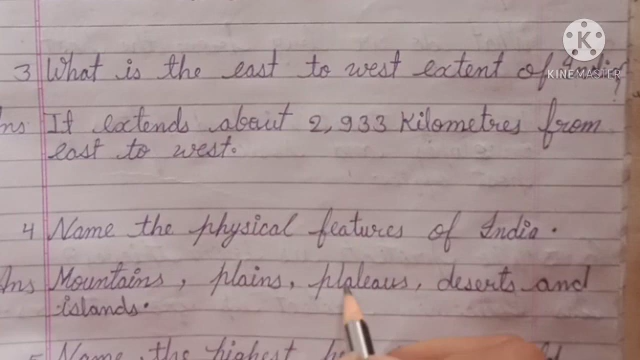 KINEMASTER
3 What is the east to west extent of India?
Ans It extends about 2,933 Kilometres from
east to west.
4 Name the physical features of India.
Ans Mountains, plains, plateaus, deserts and
islands.
5 Name the highest